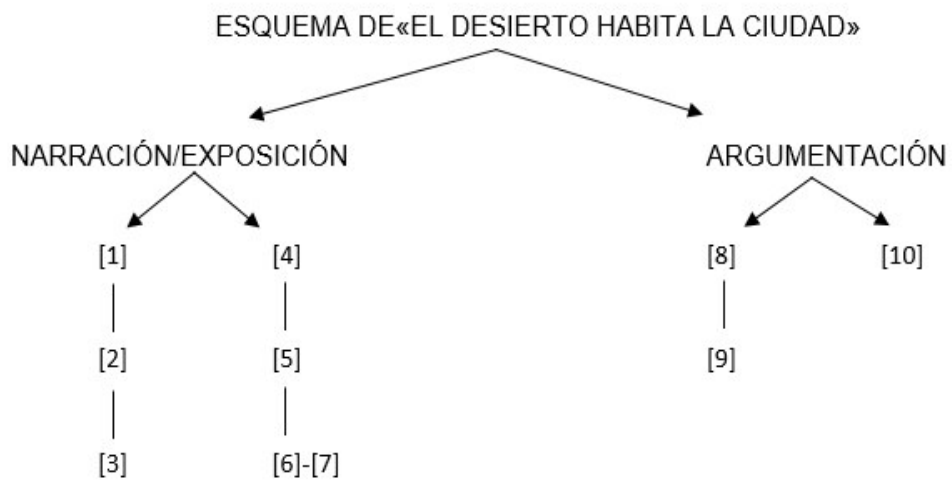 ESQUEMA DE«EL DESIERTO HABITA LA CIUDAD»
NARRACIÓN/EXPOSICIÓN ARGUMENTACIÓN
[1] [4] [8] [10]
[2] [5] [9]
[3] [6]-[7]